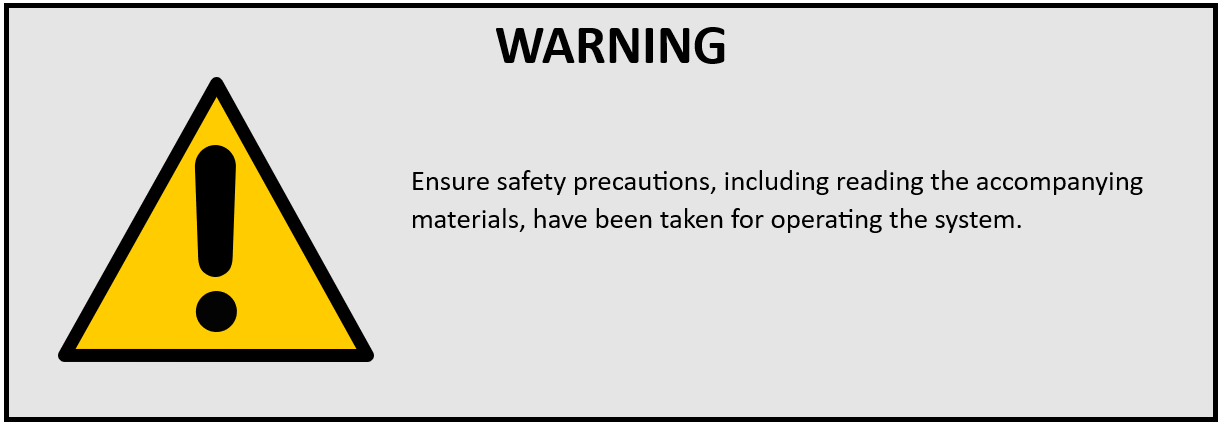 WARNING
Ensure safety precautions, including reading the accompanying
materials, have been taken for operating the system.